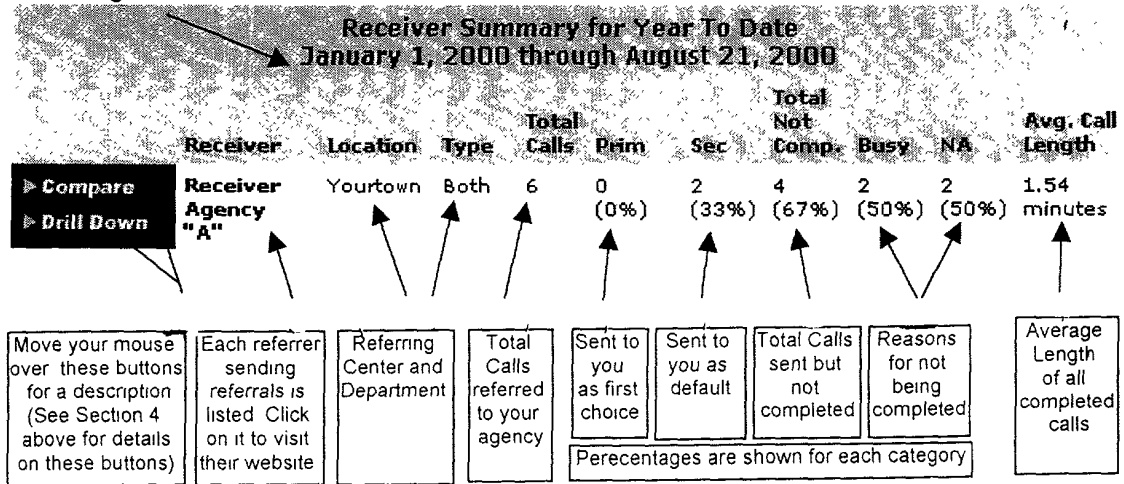 Receiver Summary for Year To Date
January 1, 2000 through August 21, 2000
Receiver Location Type Total Calls Prim Sec Total Not Comp. Busy NA Avg. Call Length
Compare
Drill Down
Receiver Agency "A" Yourtown Both 6 0 (0%) 2 (33%) 4 (67%) 2 (50%) 2 (50%) 1.54 minutes
Move your mouse
over these buttons
for a description
(See Section 4
above for details
on these buttons)
Each referrer
sending
referrals is
listed Click
on it to visit
their website
Referring
Center and
Department
Total
Calls
referred
to your
agency
Sent to
you
as first
choice
Sent to
you as
default
Total Calls
sent but
not
completed
Reasons
for not
being
completed
Perecentages are shown for each category
Average
Length
of all
completed
calls